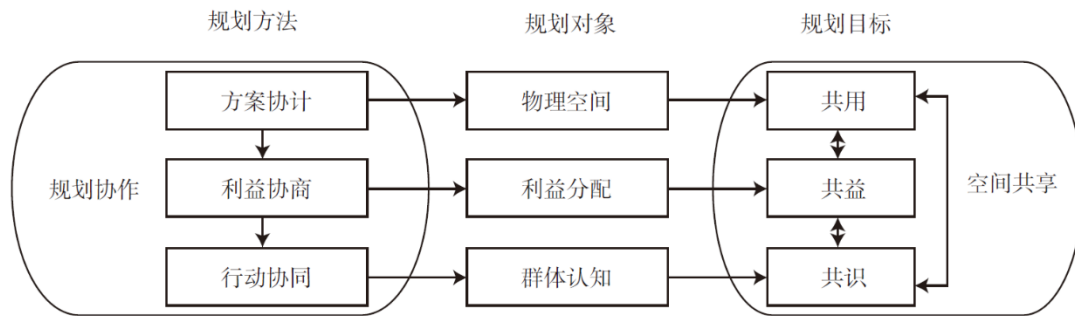 规划方法 规划对象 规划目标
方案协计 物理空间 共用
规划协作 利益协商 利益分配 共益 空间共享
行动协同 群体认知 共识